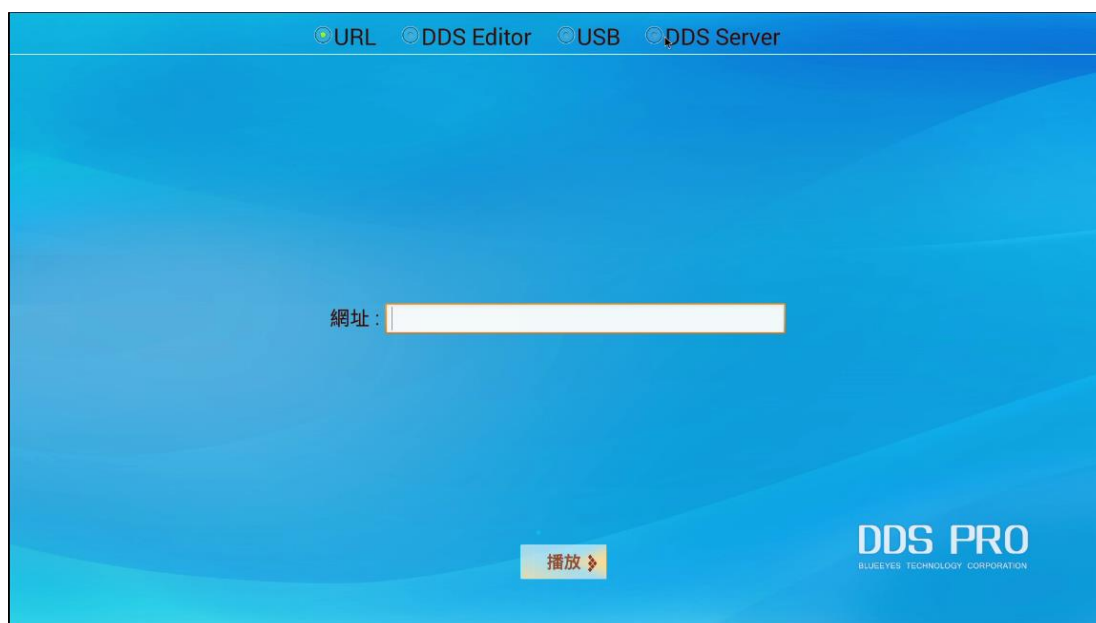 URL DDS Editor USB DDS Server
網址 :
播放
DDS PRO
BLUEEYES TECHNOLOGY CORPORATION